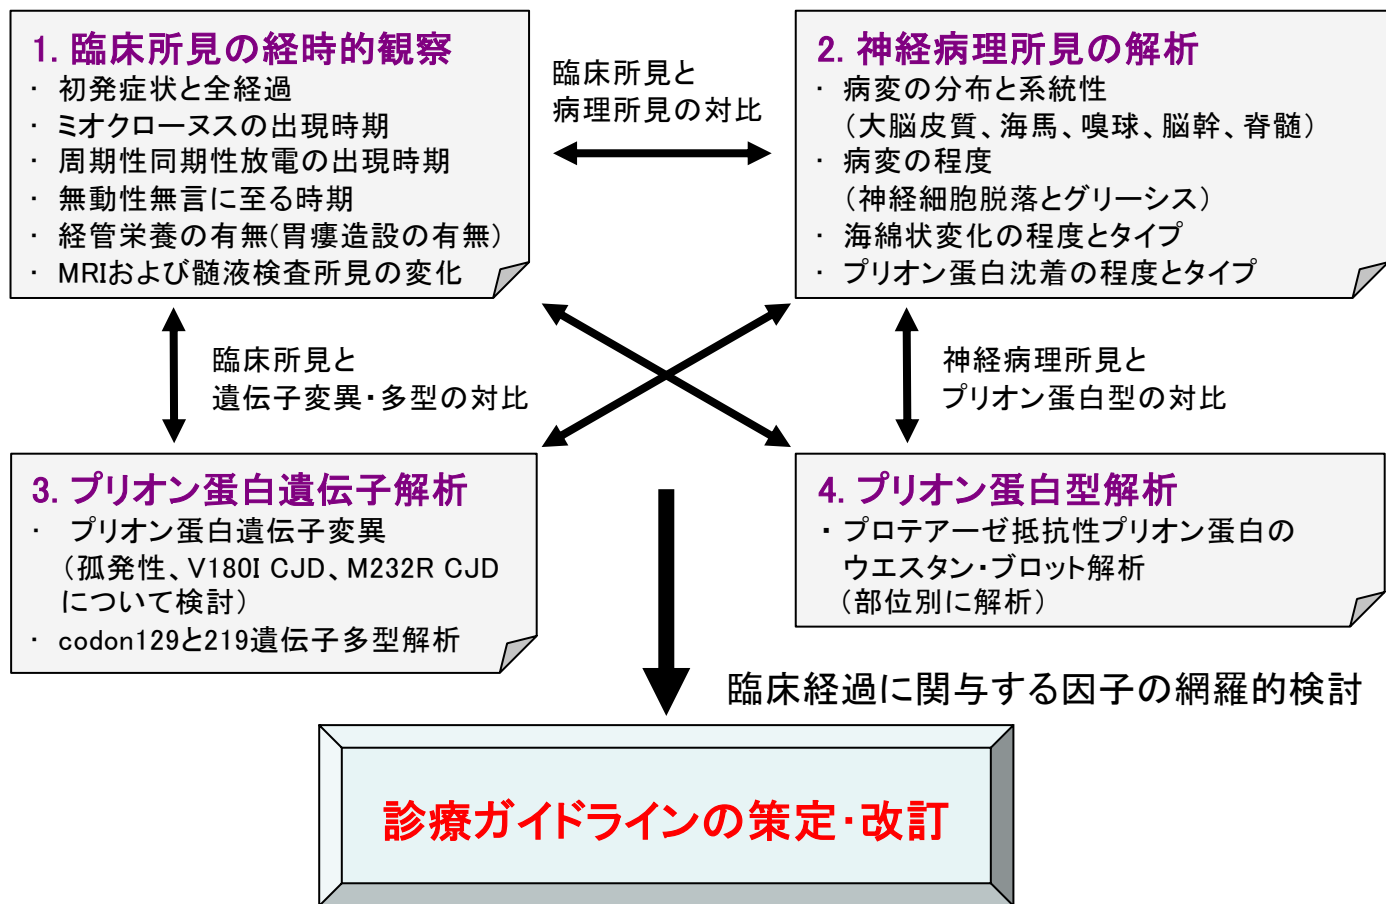 1. 臨床所見の経時的観察
・ 初発症状と全経過
・ ミオクローヌスの出現時期
・ 周期性同期性放電の出現時期
・ 無動性無言に至る時期
・ 経管栄養の有無(胃瘻造設の有無)
・ MRIおよび髄液検査所見の変化
臨床所見と
病理所見の対比
2. 神経病理所見の解析
・ 病変の分布と系統性
（大脳皮質、海馬、嗅球、脳幹、脊髄）
・ 病変の程度
（神経細胞脱落とグリーシス）
・ 海綿状変化の程度とタイプ
・ プリオン蛋白沈着の程度とタイプ
臨床所見と
遺伝子変異・多型の対比
神経病理所見と
プリオン蛋白型の対比
3. プリオン蛋白遺伝子解析
・ プリオン蛋白遺伝子変異
（孤発性、V180I CJD、M232R CJD
について検討）
・ codon129と219遺伝子多型解析
4. プリオン蛋白型解析
・プロテアーゼ抵抗性プリオン蛋白の
ウエスタン・ブロット解析
（部位別に解析）
臨床経過に関与する因子の網羅的検討
診療ガイドラインの策定・改訂